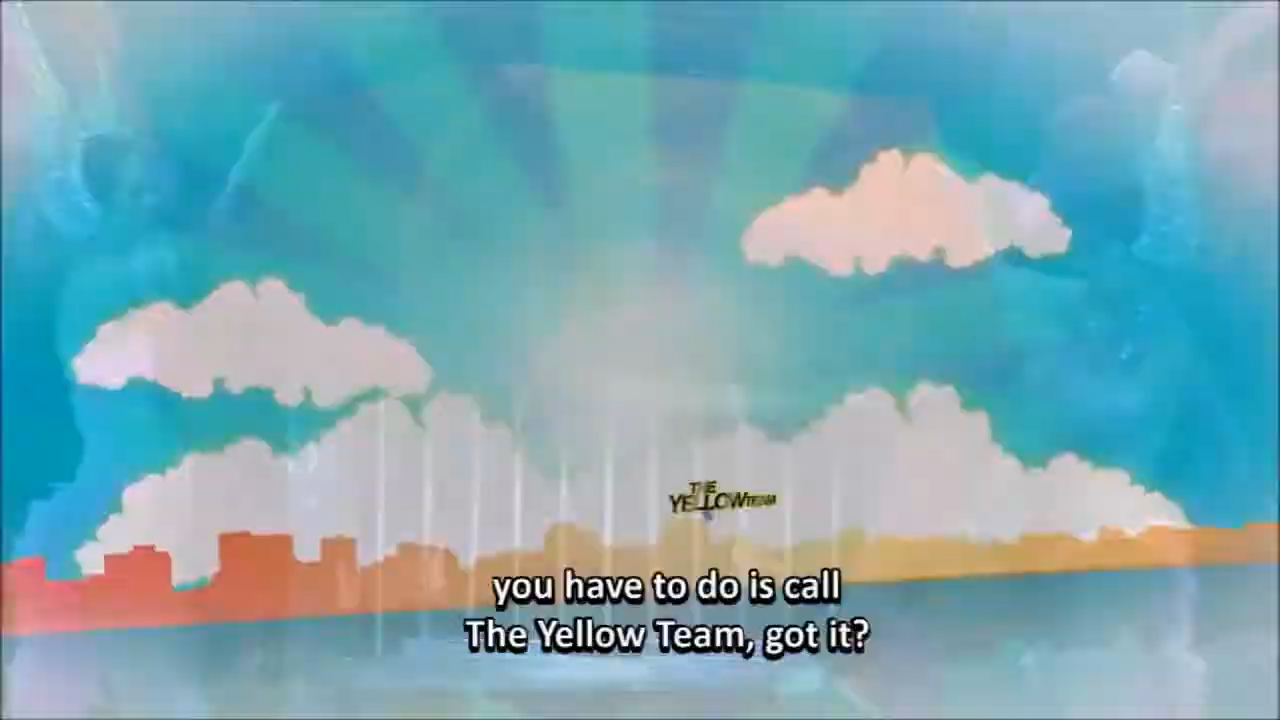 THE
YELLOW TEAM
you have to do is call
The Yellow Team, got it?